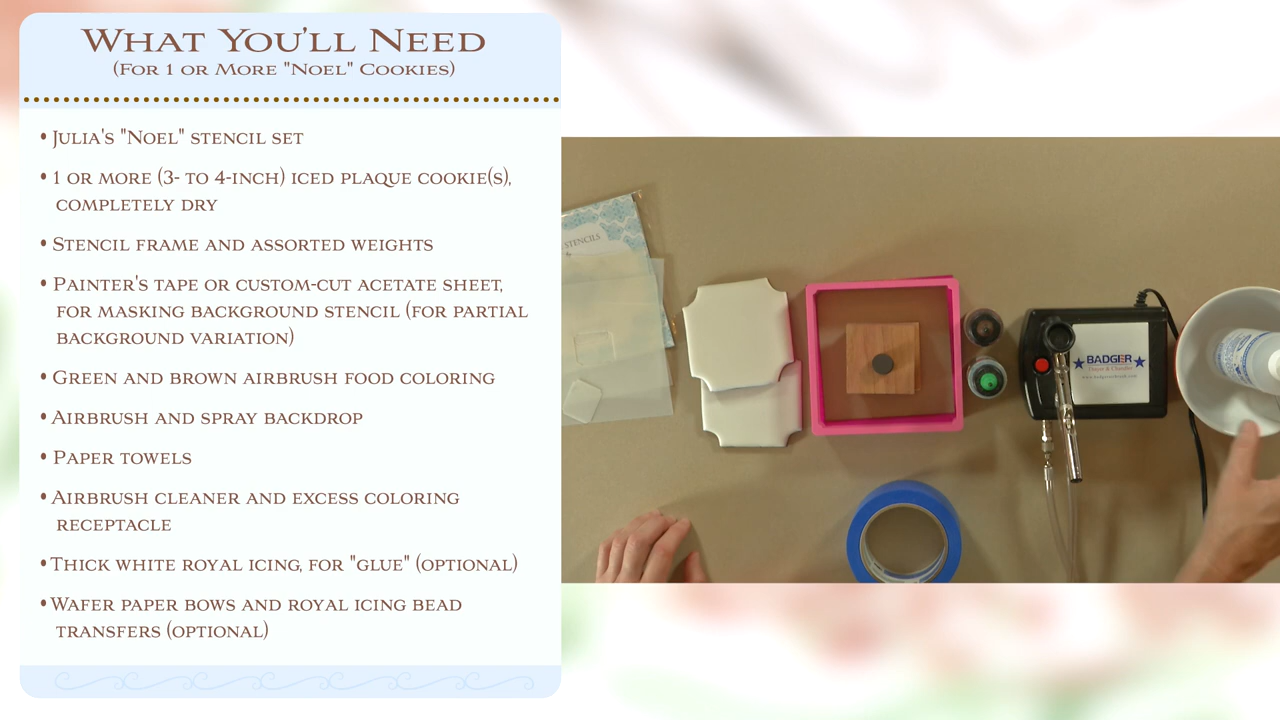 What You'll Need
(For 1 or More "Noel" Cookies)
• Julia's "Noel" stencil set
• 1 or more (3- to 4-inch) iced plaque cookie(s),
completely dry
• Stencil frame and assorted weights
• Painter's tape or custom-cut acetate sheet,
for masking background stencil (for partial
background variation)
• Green and brown airbrush food coloring
• Airbrush and spray backdrop
• Paper towels
• Airbrush cleaner and excess coloring
receptacle
• Thick white royal icing, for "glue" (optional)
• Wafer paper bows and royal icing bead
transfers (optional)
STENCILS
BADGER